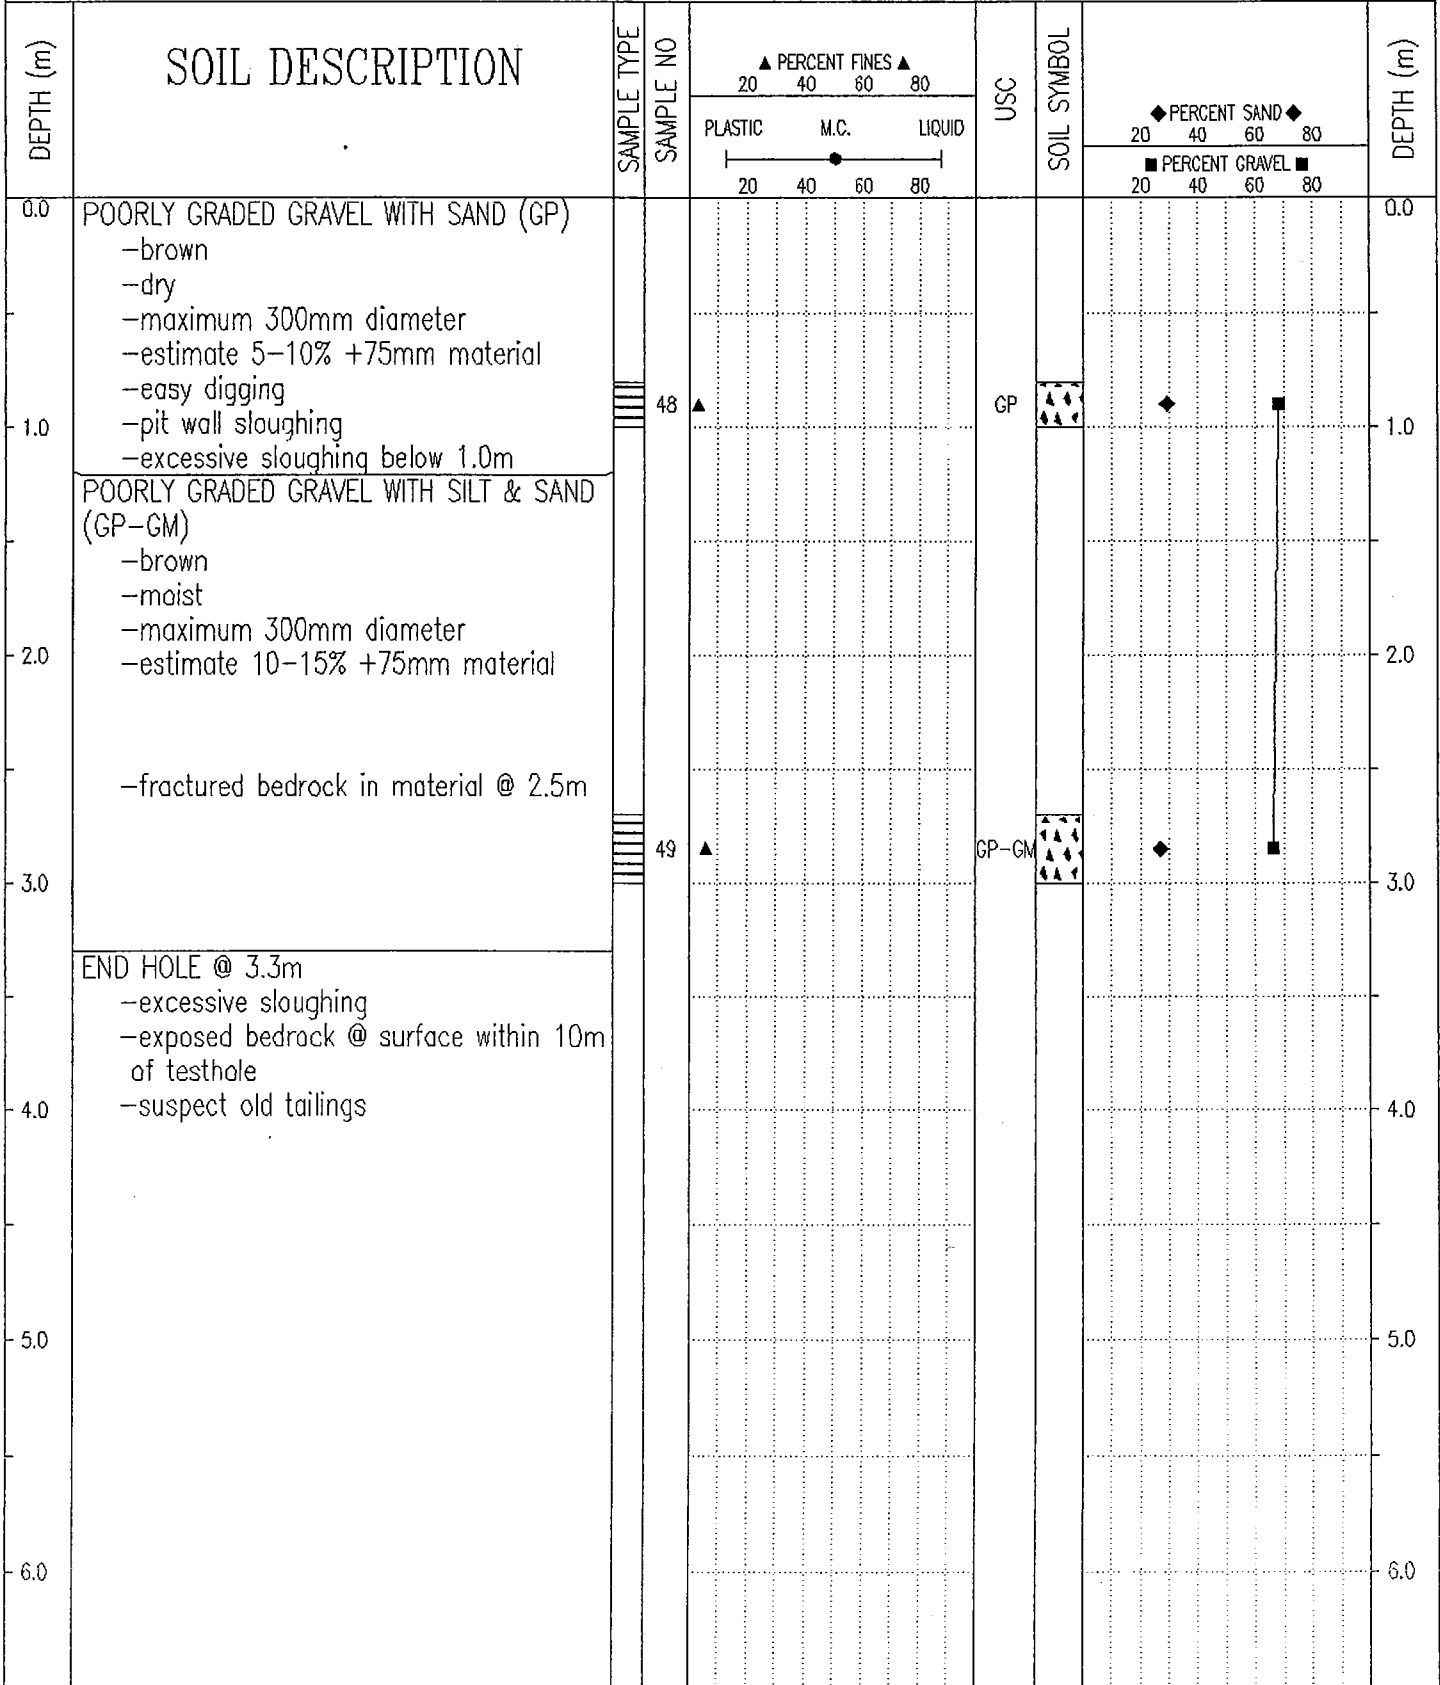 DEPTH (m)
SOIL DESCRIPTION
SAMPLE TYPE
SAMPLE NO
▲ PERCENT FINES ▲
20 40 60 80
PLASTIC M.C. LIQUID
20 40 60 80
USC
SOIL SYMBOL
◆ PERCENT SAND ◆
20 40 60 80
■ PERCENT GRAVEL ■
20 40 60 80
DEPTH (m)
0.0 POORLY GRADED GRAVEL WITH SAND (GP) 0.0
-brown
-dry
-maximum 300mm diameter
-estimate 5-10% +75mm material
-easy digging
48 GP
-pit wall sloughing
1.0 1.0
-excessive sloughing below 1.0m
POORLY GRADED GRAVEL WITH SILT & SAND
(GP-GM)
-brown
-moist
-maximum 300mm diameter
2.0 -estimate 10-15% +75mm material 2.0
-fractured bedrock in material @ 2.5m
49 GP-GM
3.0 3.0
END HOLE @ 3.3m
-excessive sloughing
-exposed bedrock @ surface within 10m
of testhole
-suspect old tailings
4.0 4.0
5.0 5.0
6.0 6.0